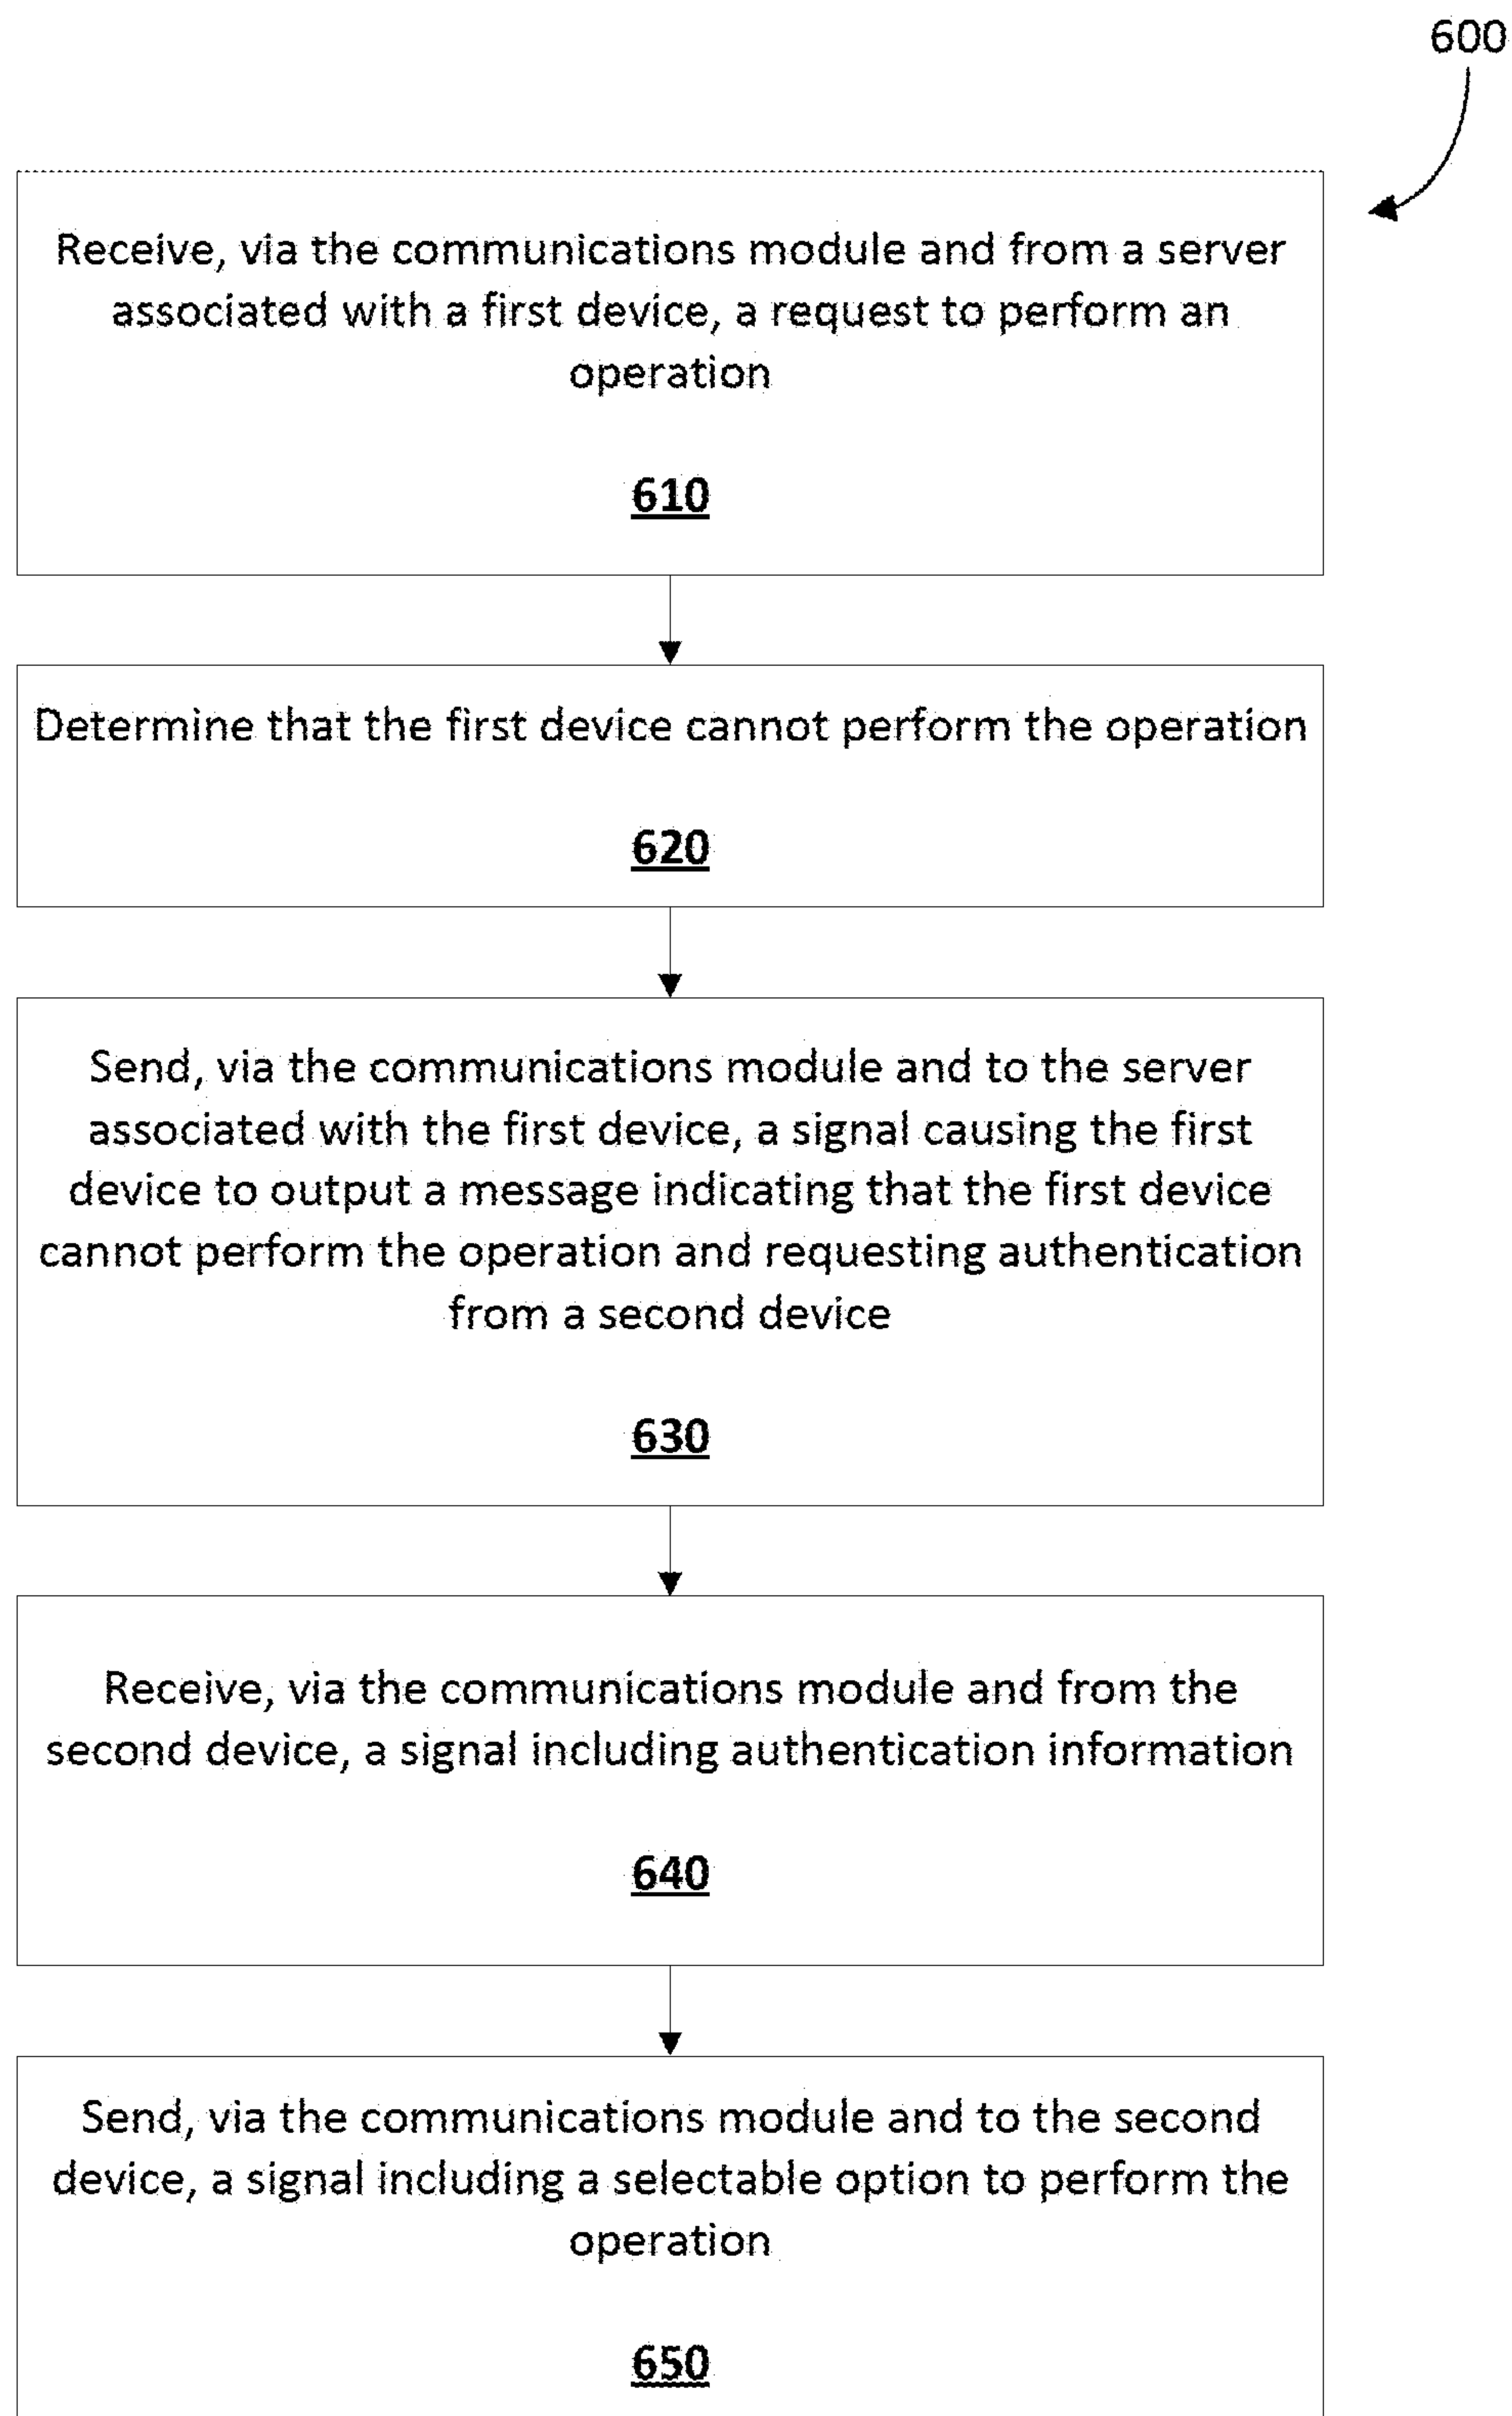 600
Receive, via the communications module and from a server
associated with a first device, a request to perform an
operation
610
Determine that the first device cannot perform the operation
620
Send, via the communications module and to the server
associated with the first device, a signal causing the first
device to output a message indicating that the first device
cannot perform the operation and requesting authentication
from a second device
630
Receive, via the communications module and from the
second device, a signal including authentication information
640
Send, via the communications module and to the second
device, a signal including a selectable option to perform the
operation
650